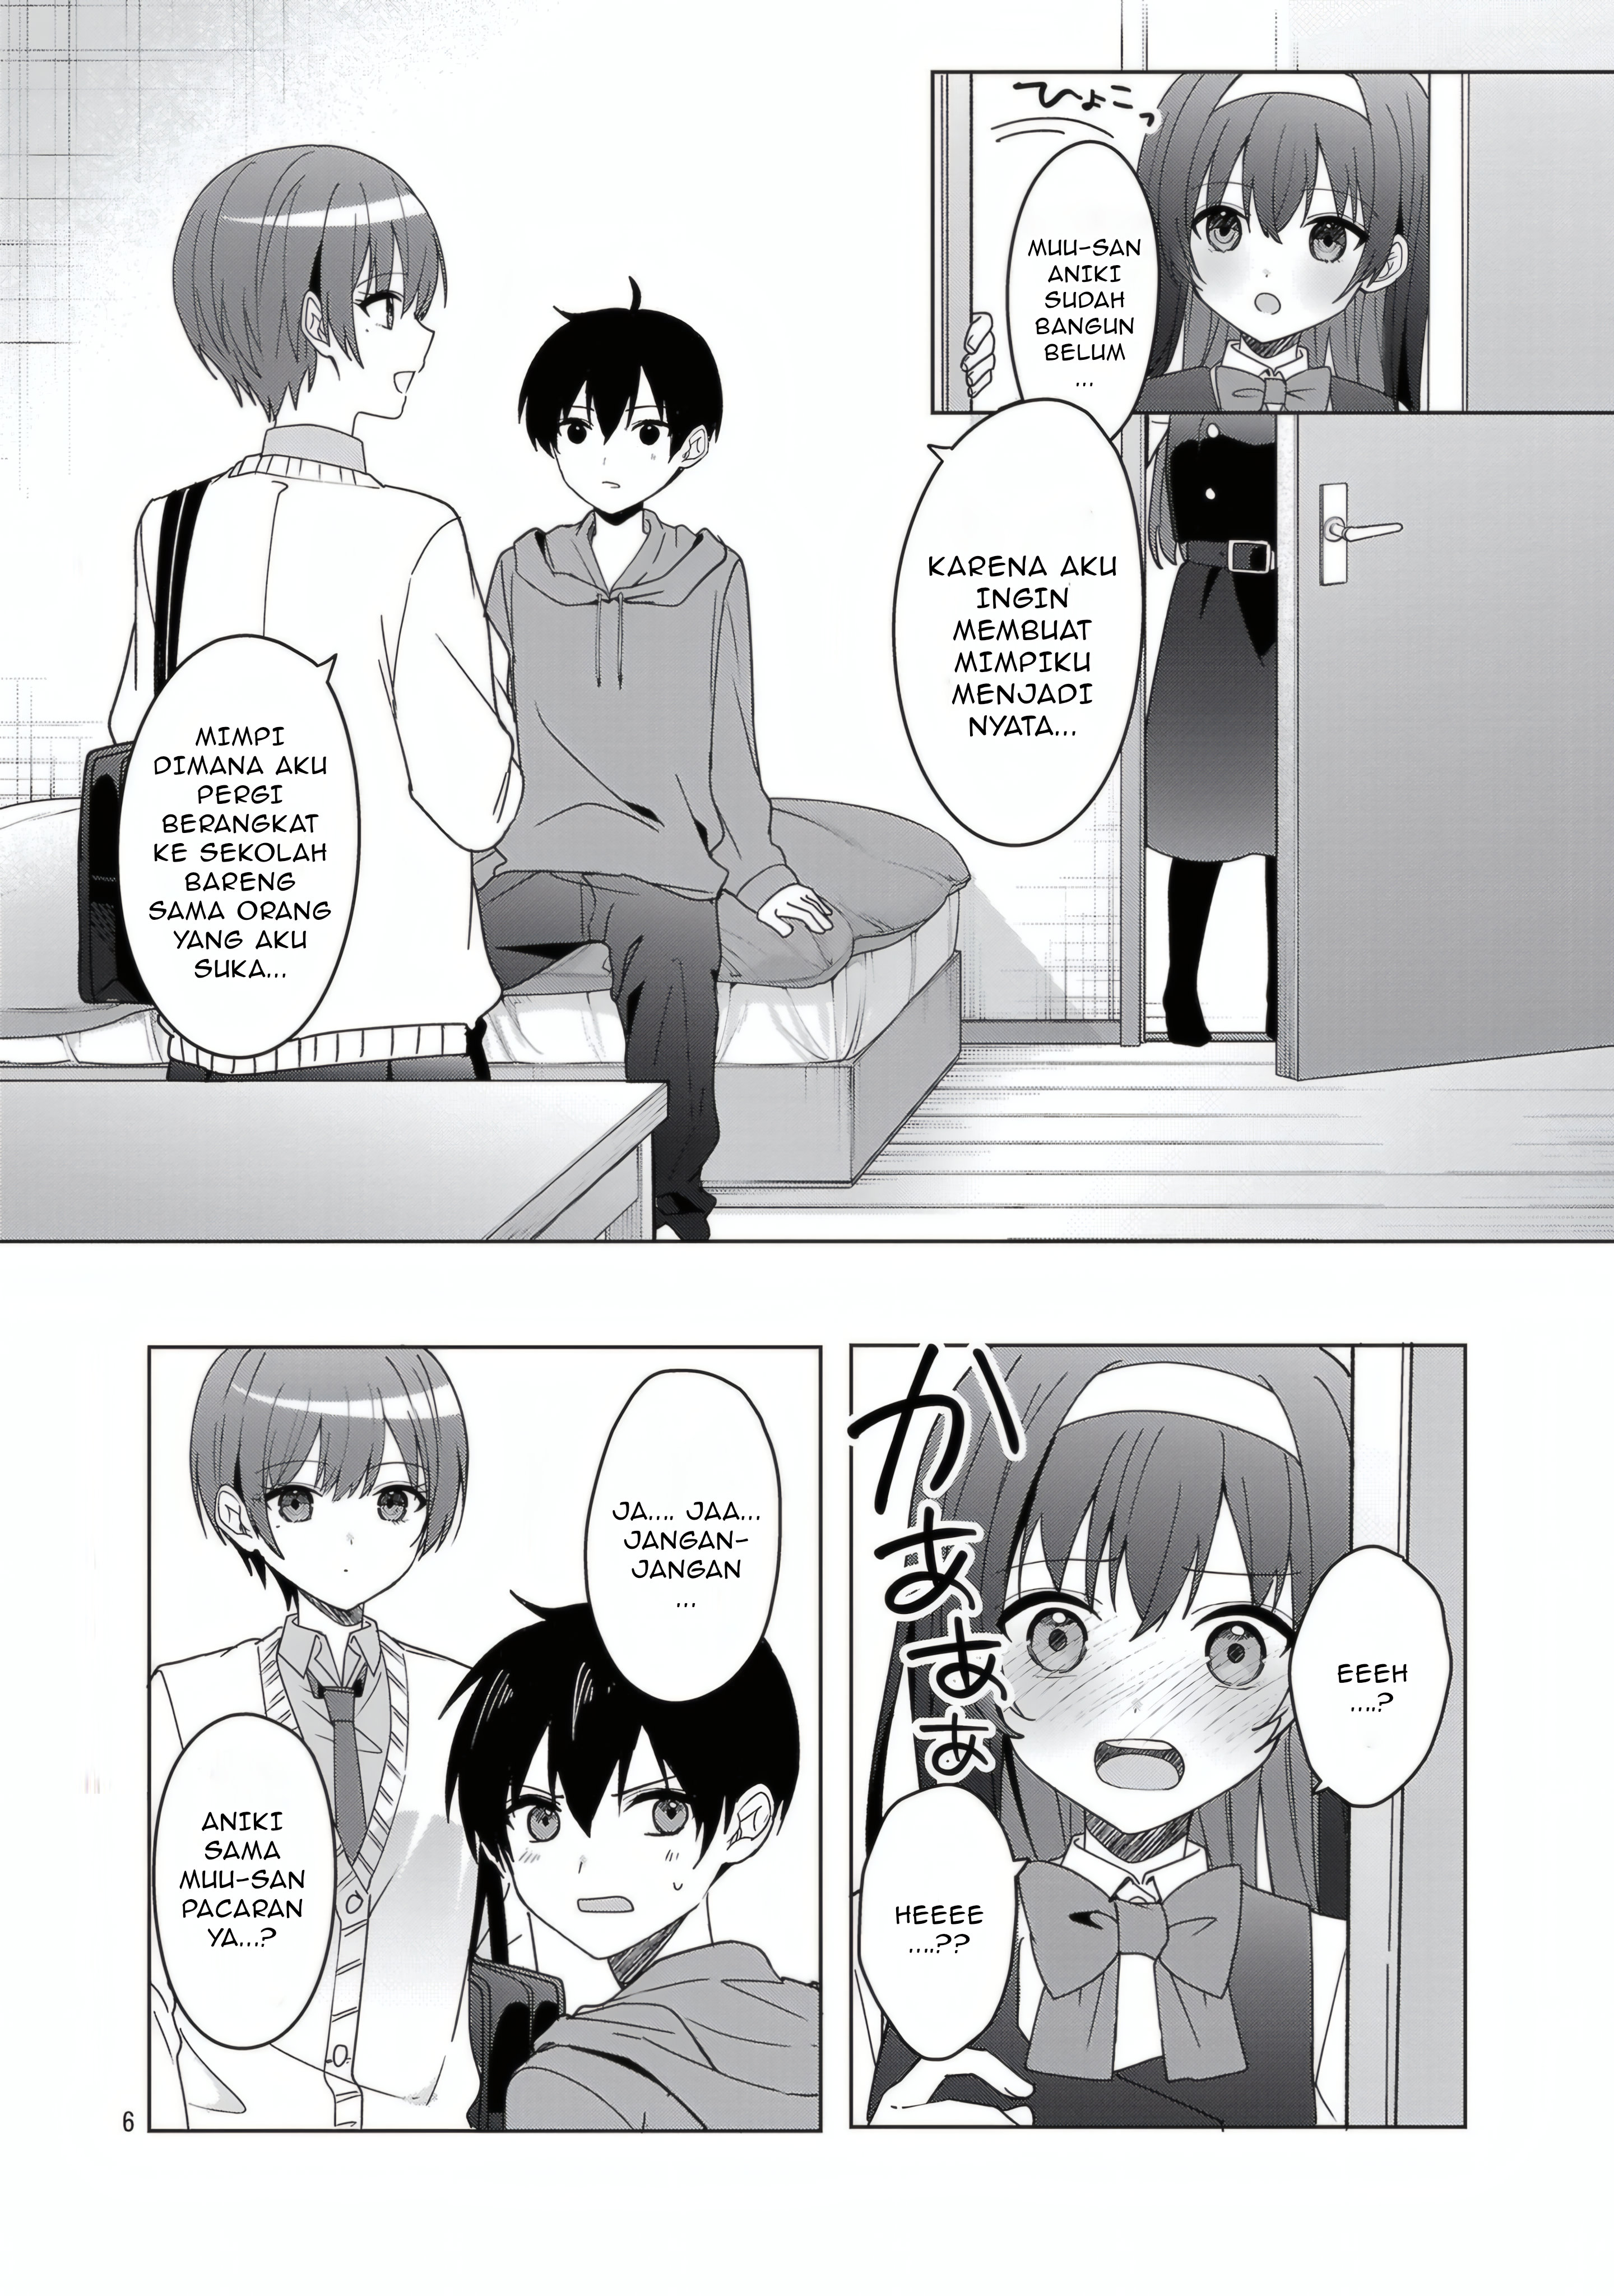 ひょこっ
MUU-SAN
ANIKI
SUDAH
BANGUN
BELUM
...
KARENA AKU
INGIN
MEMBUAT
MIMPIKU
MENJADI
NYATA...
MIMPI
DIMANA AKU
PERGI
BERANGKAT
KE SEKOLAH
BARENG
SAMA ORANG
YANG AKU
SUKA...
EEEH
....?
かぁぁぁ
HEEEE
....??
JA.... JAA...
JANGAN-
JANGAN
...
ANIKI
SAMA
MUU-SAN
PACARAN
YA...?
6